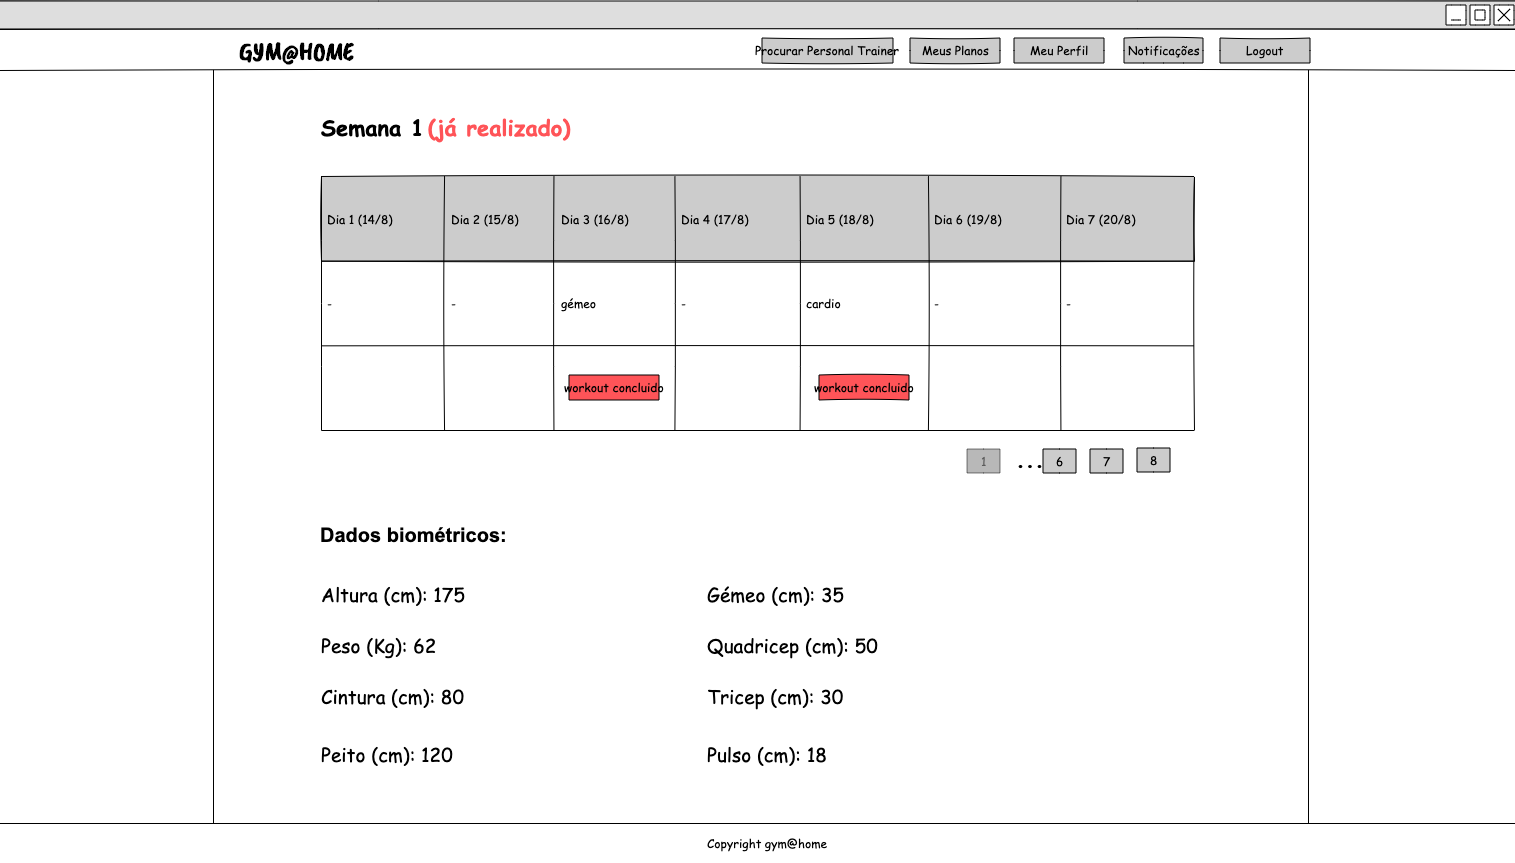 GYM@HOME
Procurar Personal Trainer Meus Planos Meu Perfil Notificações Logout
Semana 1 (já realizado)
Dia 1 (14/8) Dia 2 (15/8) Dia 3 (16/8) Dia 4 (17/8) Dia 5 (18/8) Dia 6 (19/8) Dia 7 (20/8)
- - gémeo - cardio - -
workout concluido workout concluido
1 ... 6 7 8
Dados biométricos:
Altura (cm): 175 Gémeo (cm): 35
Peso (Kg): 62 Quadricep (cm): 50
Cintura (cm): 80 Tricep (cm): 30
Peito (cm): 120 Pulso (cm): 18
Copyright gym@home